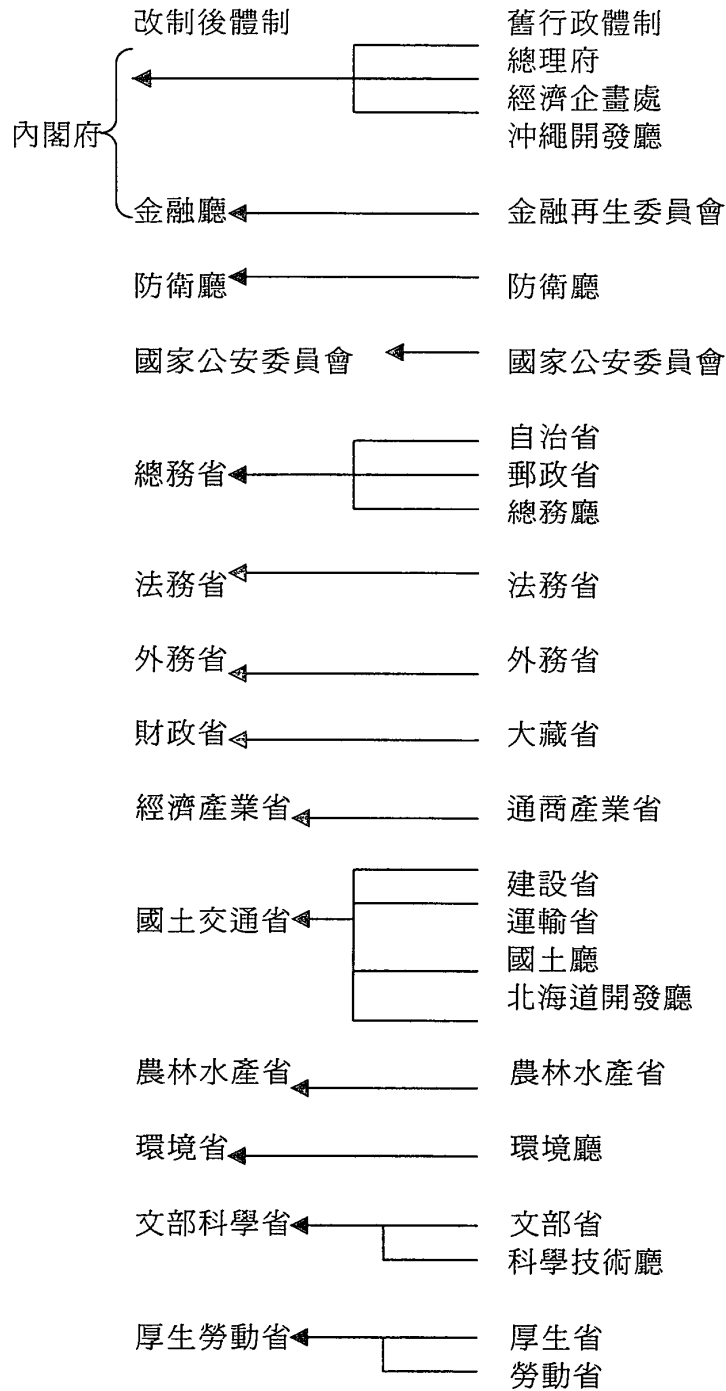 改制後體制 舊行政體制
總理府
經濟企畫處
內閣府
沖繩開發廳
金融廳 金融再生委員會
防衛廳 防衛廳
國家公安委員會 國家公安委員會
自治省
總務省 郵政省
總務廳
法務省 法務省
外務省 外務省
財政省 大藏省
經濟產業省 通商產業省
建設省
國土交通省 運輸省
國土廳
北海道開發廳
農林水產省 農林水產省
環境省 環境廳
文部科學省 文部省
科學技術廳
厚生勞動省 厚生省
勞動省